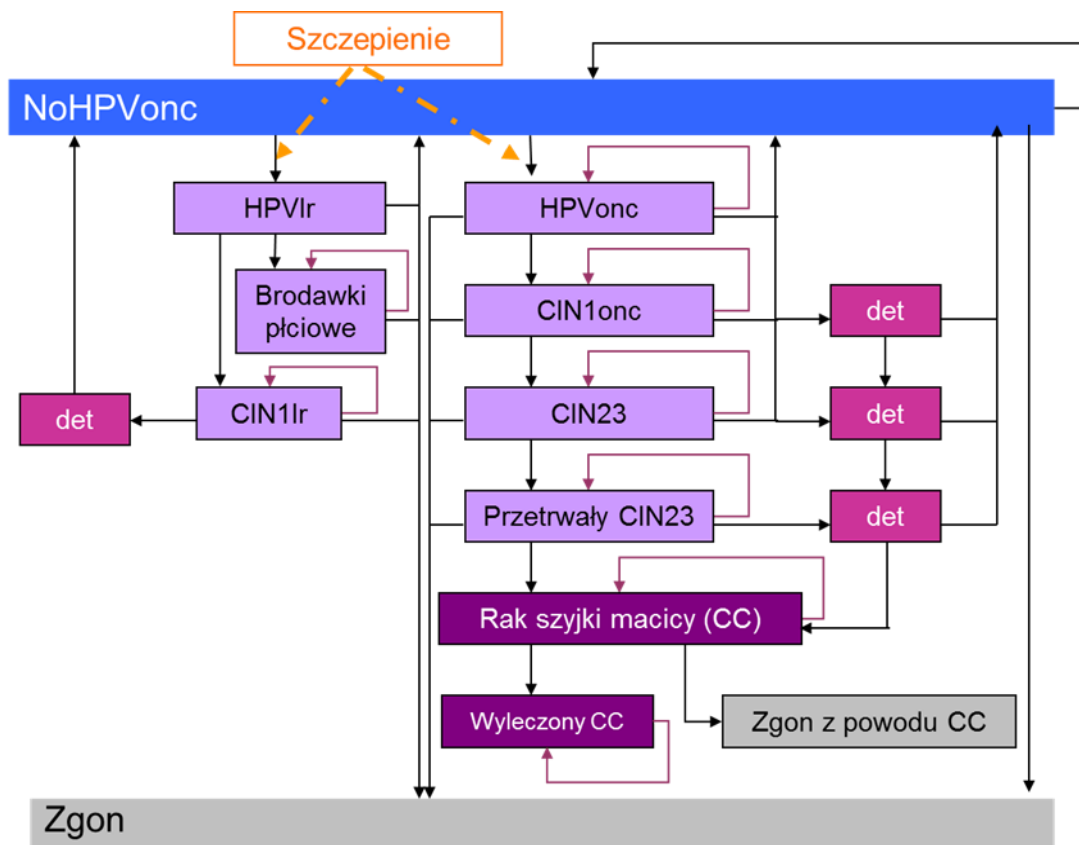 Szczepienie
NoHPVonc
HPVlr
HPVonc
Brodawki
płciowe
CIN1onc
det
det
CIN1lr
CIN23
det
Przetrwały CIN23
det
Rak szyjki macicy (CC)
Wyleczony CC
Zgon z powodu CC
Zgon